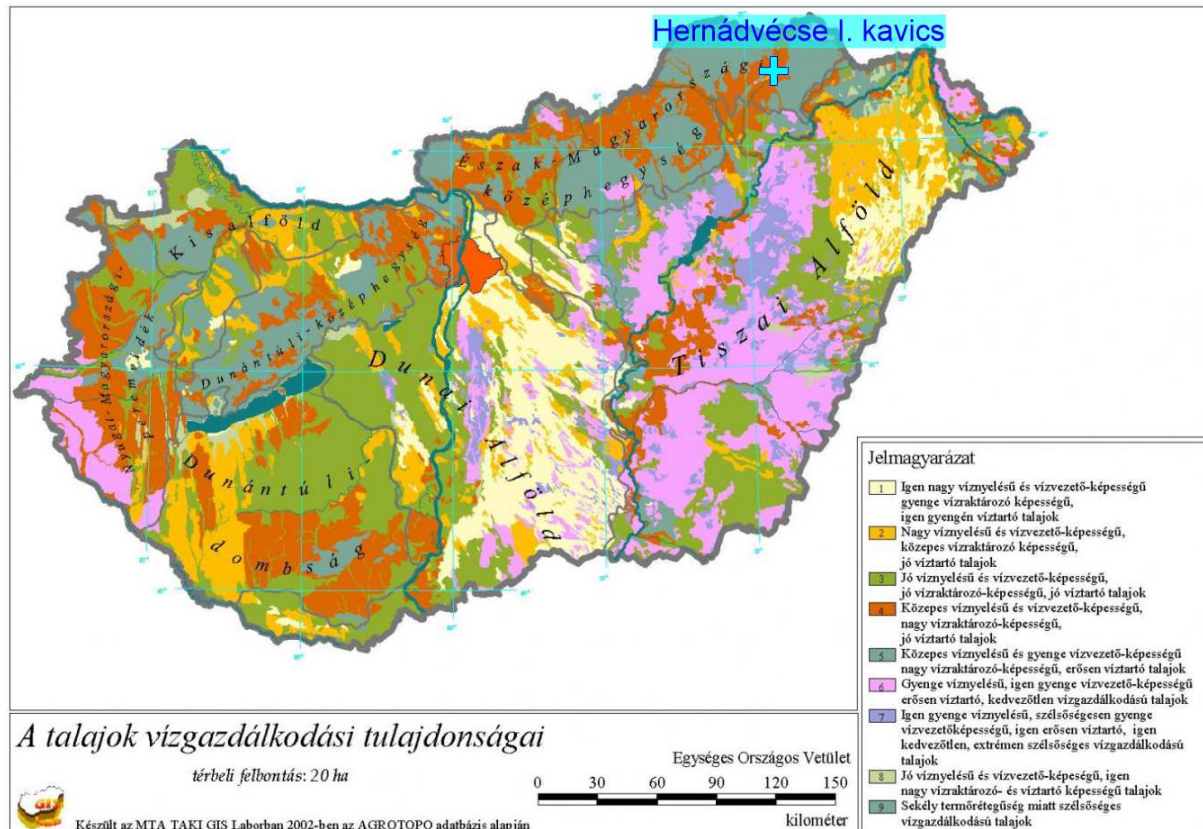 Hernádvécse I. kavics
Észak-Magyarországi-
középhegység
Kisalföld
Nyugat-Magyarországi-
peremvidék
Dunántúli-középhegység
Dunántúli-
dombság
Dunai Alföld
Tiszai Alföld
Jelmagyarázat
1 Igen nagy víznyelésű és vízvezető-képességű
gyenge vízraktározó képességű,
igen gyengén víztartó talajok
2 Nagy víznyelésű és vízvezető-képességű,
közepes vízraktározó képességű,
jó víztartó talajok
3 Jó víznyelésű és vízvezető-képességű,
jó vízraktározó-képességű, jó víztartó talajok
4 Közepes víznyelésű és vízvezető-képességű,
nagy vízraktározó-képességű,
jó víztartó talajok
5 Közepes víznyelésű és gyenge vízvezető-képességű
nagy vízraktározó-képességű, erősen víztartó talajok
6 Gyenge víznyelésű, igen gyenge vízvezető-képességű
erősen víztartó, kedvezőtlen vízgazdálkodású talajok
7 Igen gyenge víznyelésű, szélsőségesen gyenge
vízvezetőképességű, igen erősen víztartó, igen
kedvezőtlen, extrémen szélsőséges vízgazdálkodású
talajok
8 Jó víznyelésű és vízvezető-képességű, igen
nagy vízraktározó- és víztartó képességű talajok
9 Sekély termőrétegűség miatt szélsőséges
vízgazdálkodású talajok
A talajok vízgazdálkodási tulajdonságai
térbeli felbontás: 20 ha
Egységes Országos Vetület
0 30 60 90 120 150
kilométer
GIS
Készült az MTA TAKI GIS Laborban 2002-ben az AGROTOPO adatbázis alapján